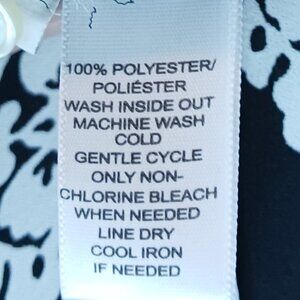 100% POLYESTER/
POLIÉSTER
WASH INSIDE OUT
MACHINE WASH
COLD
GENTLE CYCLE
ONLY NON-
CHLORINE BLEACH
WHEN NEEDED
LINE DRY
COOL IRON
IF NEEDED